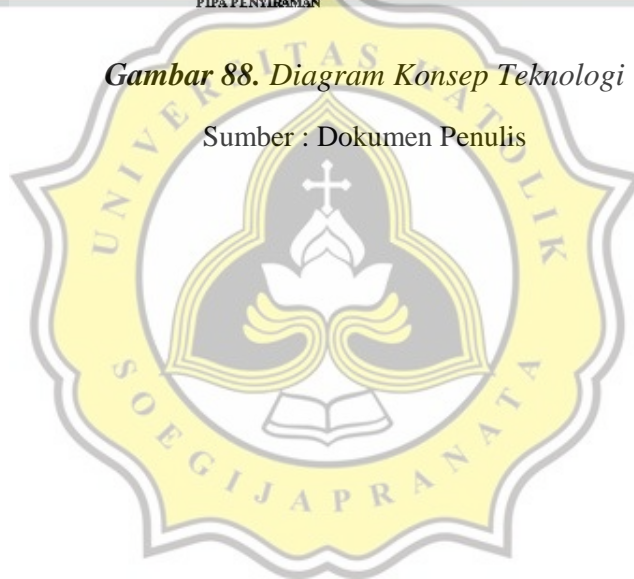 PIPA PENYIRAMAN
Gambar 88. Diagram Konsep Teknologi
Sumber : Dokumen Penulis
UNIVERSITAS KATOLIK
SOEGIJAPRANATA